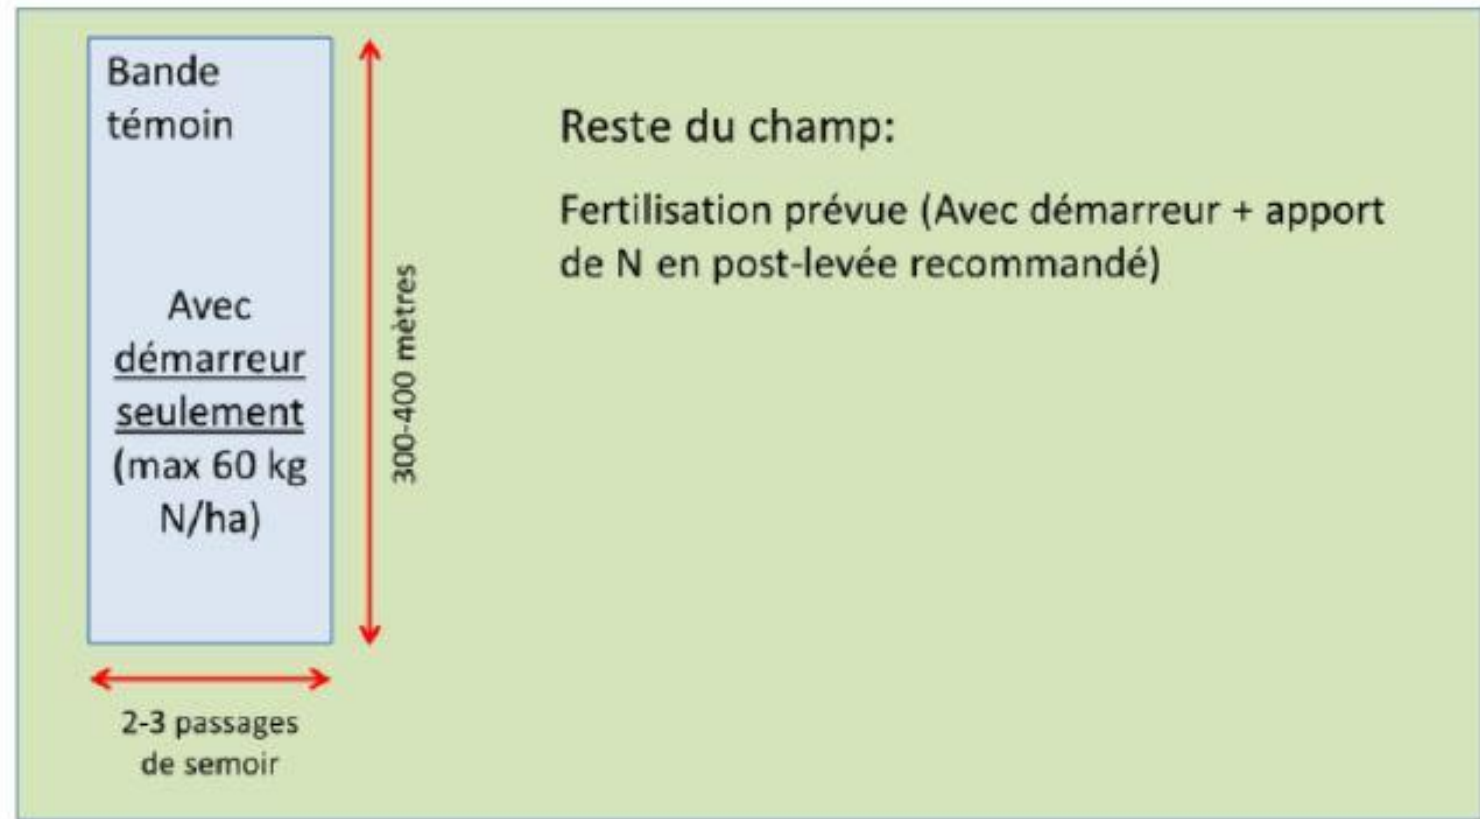 Bande
témoin
Avec
démarreur
seulement
(max 60 kg
N/ha)
300-400 mètres
2-3 passages
de semoir
Reste du champ:
Fertilisation prévue (Avec démarreur + apport
de N en post-levée recommandé)